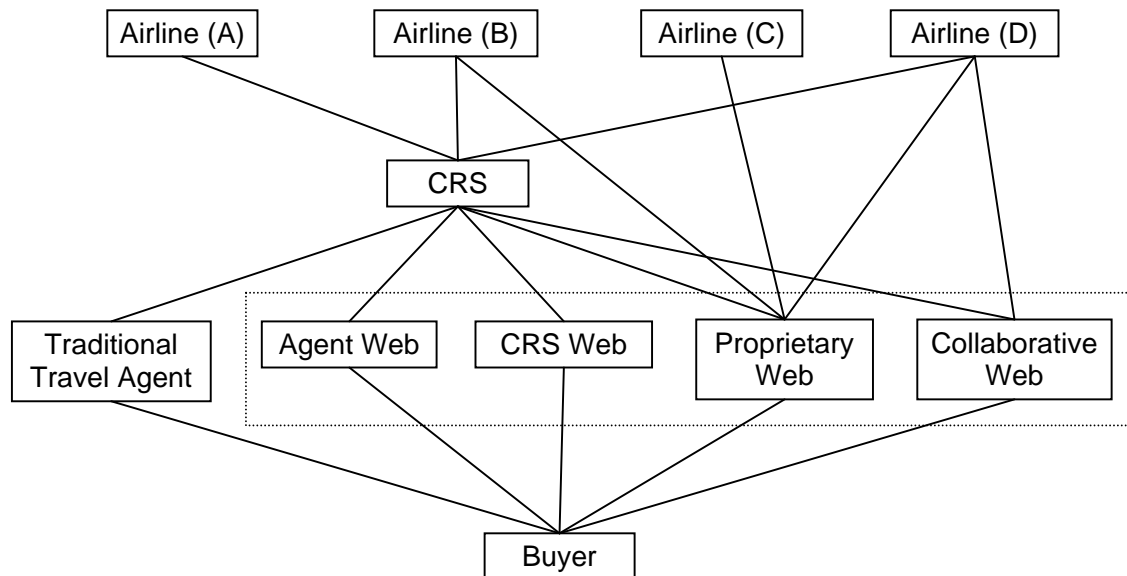 Airline (A)
Airline (B)
Airline (C)
Airline (D)
CRS
Traditional
Travel Agent
Agent Web
CRS Web
Proprietary
Web
Collaborative
Web
Buyer